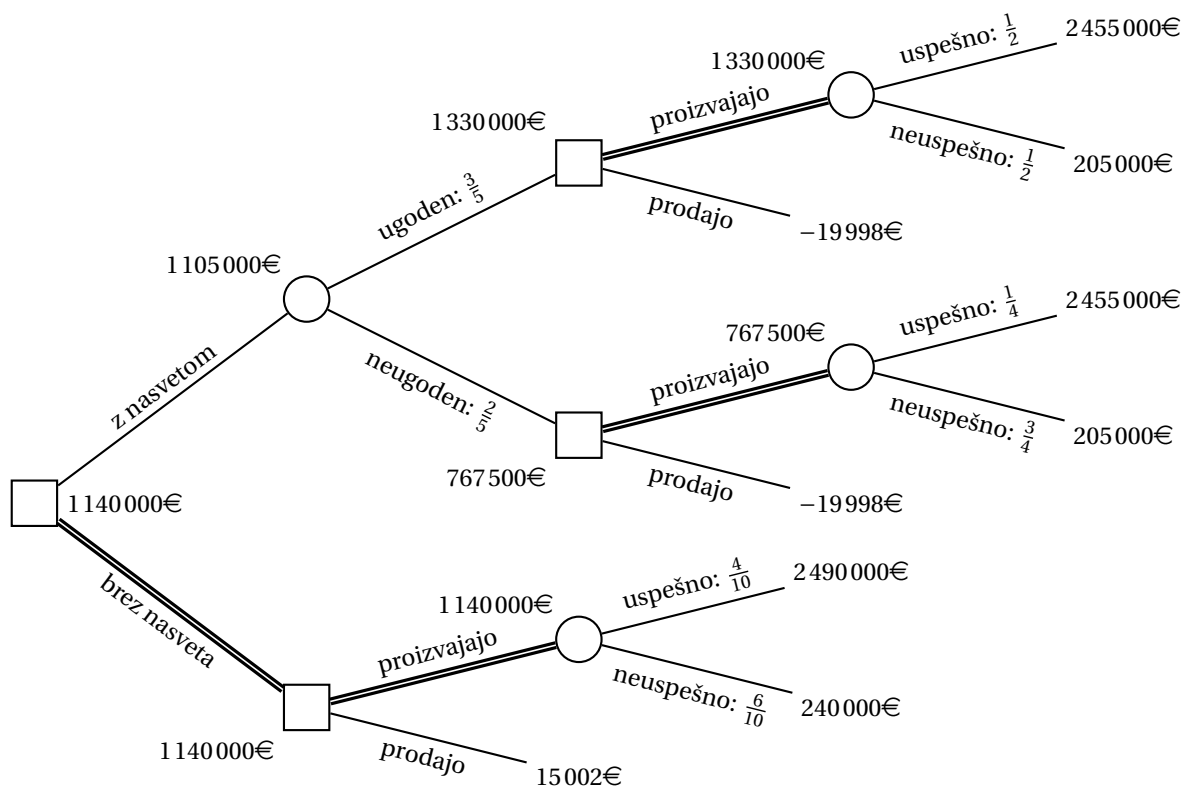 uspešno: 1/2
2 455 000€
1 330 000€
proizvajajo
neuspešno: 1/2
205 000€
1 330 000€
prodajo
−19 998€
ugoden: 3/5
1 105 000€
z nasvetom
neugoden: 2/5
uspešno: 1/4
2 455 000€
767 500€
proizvajajo
neuspešno: 3/4
205 000€
767 500€
prodajo
−19 998€
1 140 000€
brez nasveta
uspešno: 4/10
2 490 000€
1 140 000€
proizvajajo
neuspešno: 6/10
240 000€
1 140 000€
prodajo
15 002€